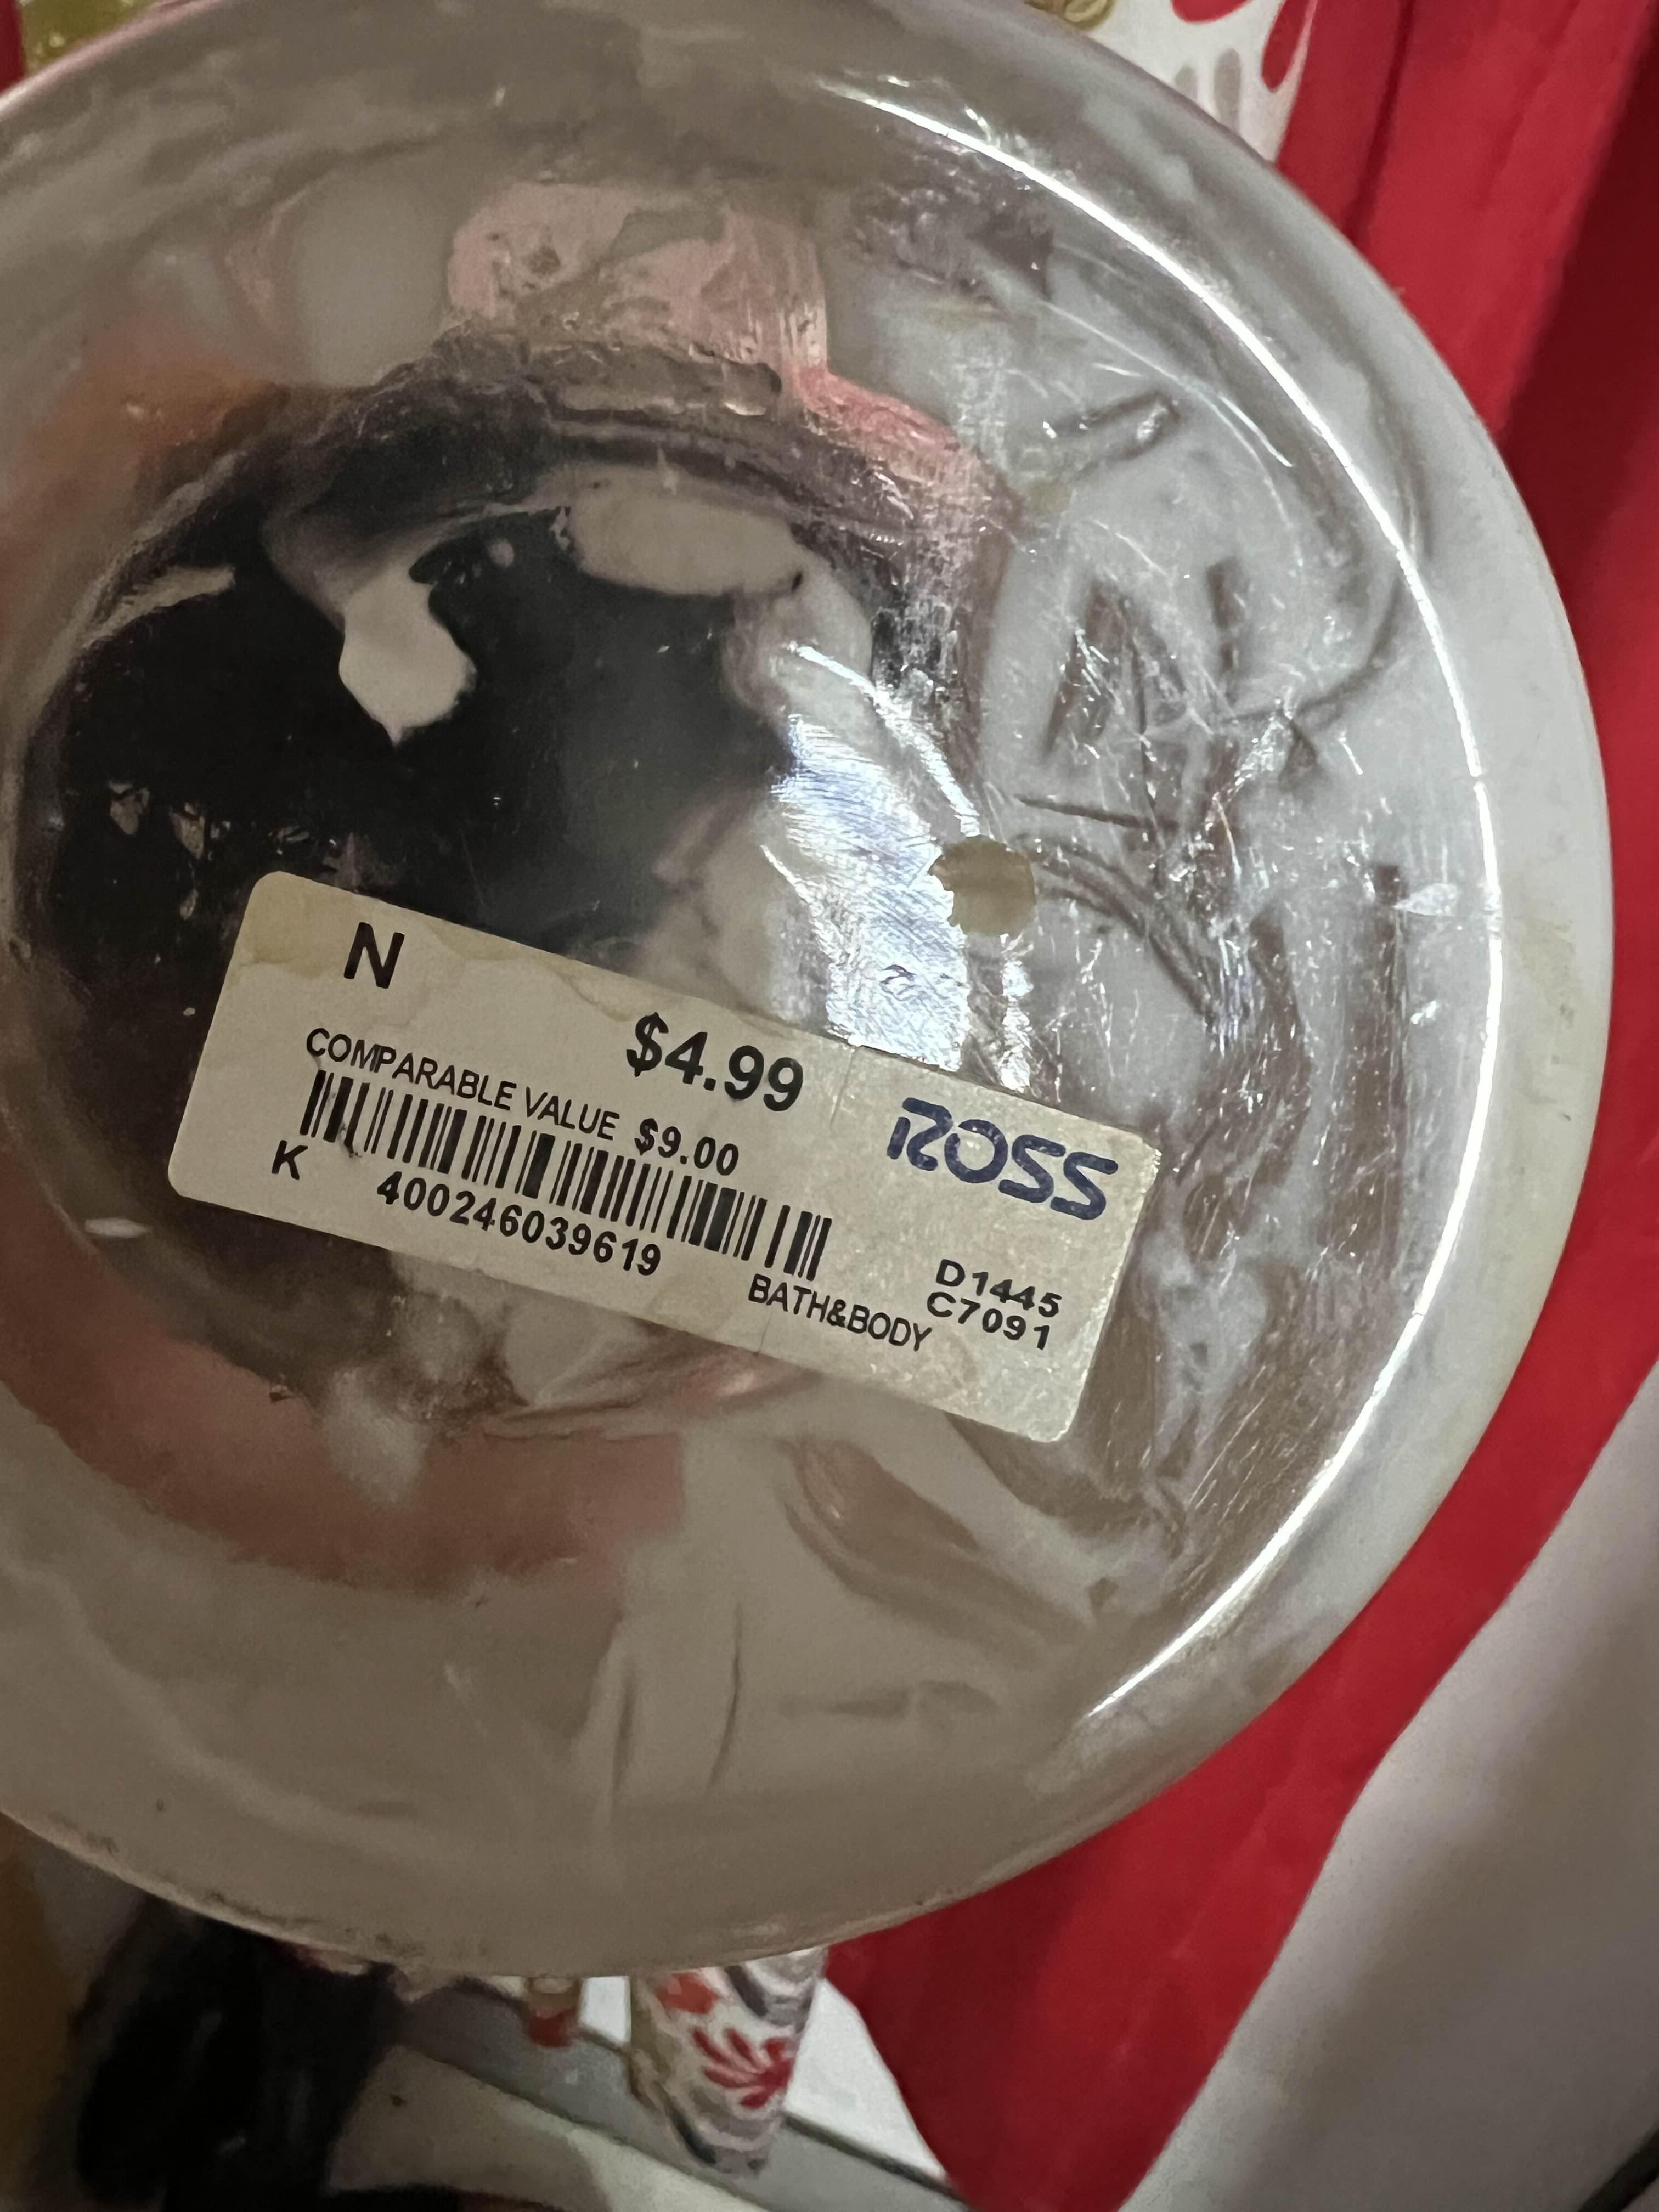 N
$4.99
COMPARABLE VALUE $9.00
K 400246039619
BATH&BODY
ROSS
D1445
C7091